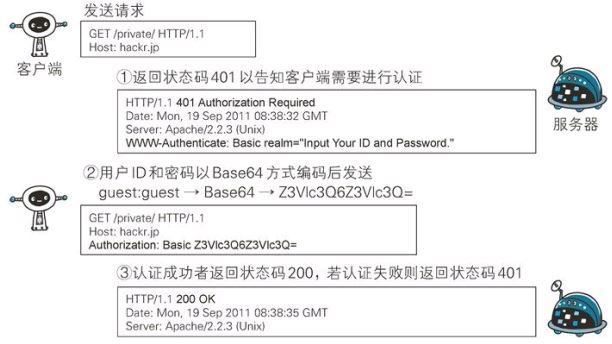 发送请求
GET /private/ HTTP/1.1
Host: hackr.jp
客户端
①返回状态码401以告知客户端需要进行认证
HTTP/1.1 401 Authorization Required
Date: Mon, 19 Sep 2011 08:38:32 GMT
Server: Apache/2.2.3 (Unix)
WWW-Authenticate: Basic realm="Input Your ID and Password."
服务器
②用户ID和密码以Base64方式编码后发送
guest:guest → Base64 → Z3Vlc3Q6Z3Vlc3Q=
GET /private/ HTTP/1.1
Host: hackr.jp
Authorization: Basic Z3Vlc3Q6Z3Vlc3Q=
③认证成功者返回状态码200，若认证失败则返回状态码401
HTTP/1.1 200 OK
Date: Mon, 19 Sep 2011 08:38:35 GMT
Server: Apache/2.2.3 (Unix)